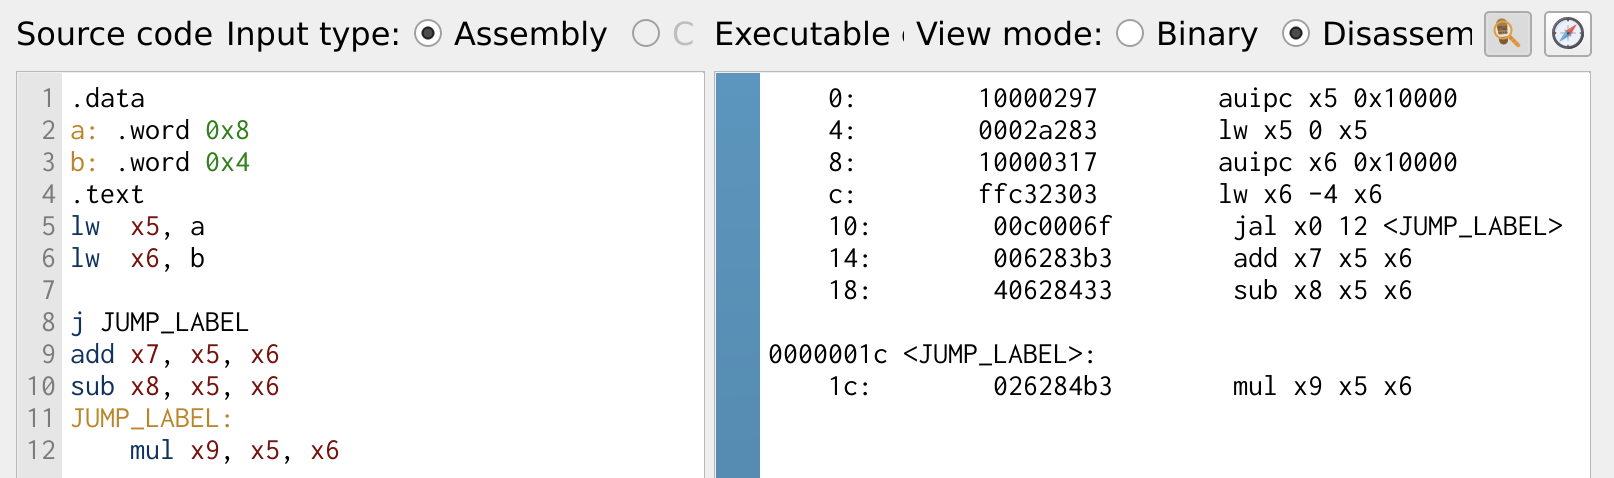 Source code Input type: Assembly C Executable View mode: Binary Disassem
1 .data
2 a: .word 0x8
3 b: .word 0x4
4 .text
5 lw  x5, a
6 lw  x6, b
7
8 j JUMP_LABEL
9 add x7, x5, x6
10 sub x8, x5, x6
11 JUMP_LABEL:
12     mul x9, x5, x6
0: 10000297 auipc x5 0x10000
4: 0002a283 lw x5 0 x5
8: 10000317 auipc x6 0x10000
c: ffc32303 lw x6 -4 x6
10: 00c0006f jal x0 12 <JUMP_LABEL>
14: 006283b3 add x7 x5 x6
18: 40628433 sub x8 x5 x6
0000001c <JUMP_LABEL>:
1c: 026284b3 mul x9 x5 x6